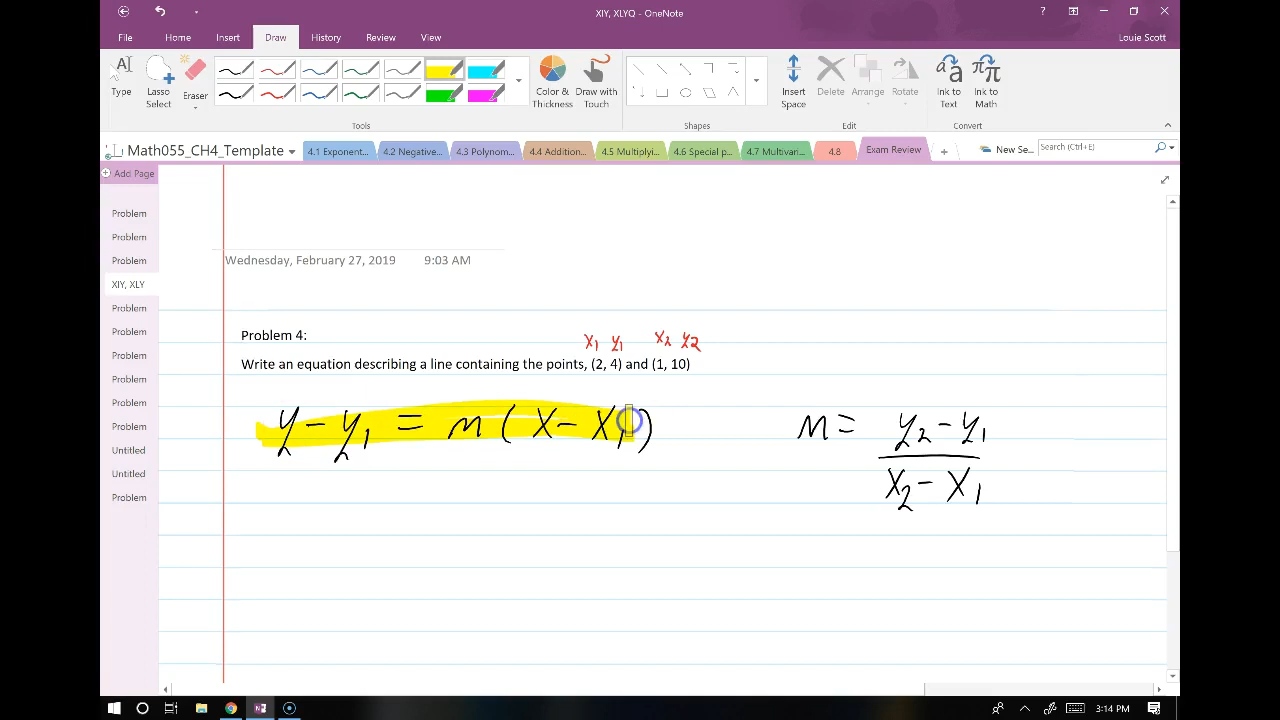 XIY, XLYQ - OneNote
File Home Insert Draw History Review View
Louie Scott
Type
Lasso Select
Eraser
Color & Thickness
Draw with Touch
Insert Space
Delete
Arrange
Rotate
Ink to Text
Ink to Math
Tools Shapes Edit Convert
Math055_CH4_Template
4.1 Exponent... 4.2 Negative... 4.3 Polynom... 4.4 Addition... 4.5 Multiplyi... 4.6 Special p... 4.7 Multivari... 4.8 Exam Review
New Se...
Search (Ctrl+E)
Add Page
Problem
Problem
Problem
XIY, XLY
Problem
Problem
Problem
Problem
Problem
Untitled
Untitled
Problem
Wednesday, February 27, 2019 9:03 AM
Problem 4:
x₁ y₁ x₂ y₂
Write an equation describing a line containing the points, (2, 4) and (1, 10)
y - y₁ = m ( x - x₁ )
m = y₂ - y₁
x₂ - x₁
3:14 PM